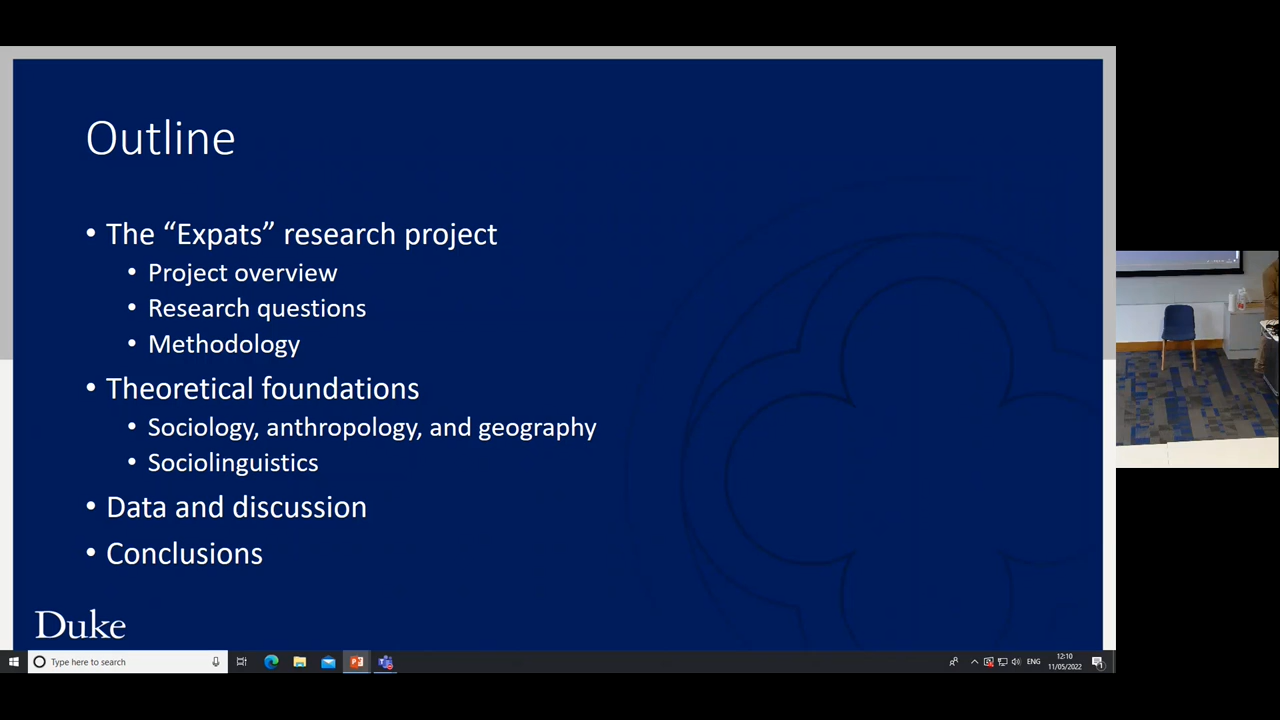 Outline
• The “Expats” research project
• Project overview
• Research questions
• Methodology
• Theoretical foundations
• Sociology, anthropology, and geography
• Sociolinguistics
• Data and discussion
• Conclusions
Duke
Type here to search
ENG
12:10
11/05/2022